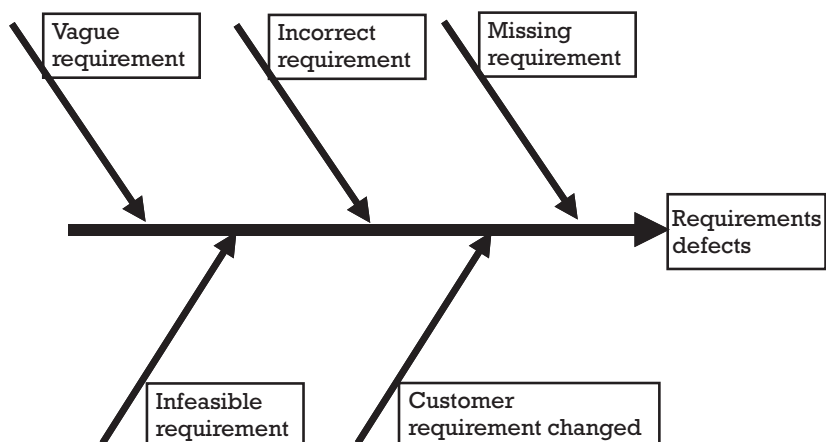 Vague
requirement
Incorrect
requirement
Missing
requirement
Requirements
defects
Infeasible
requirement
Customer
requirement changed